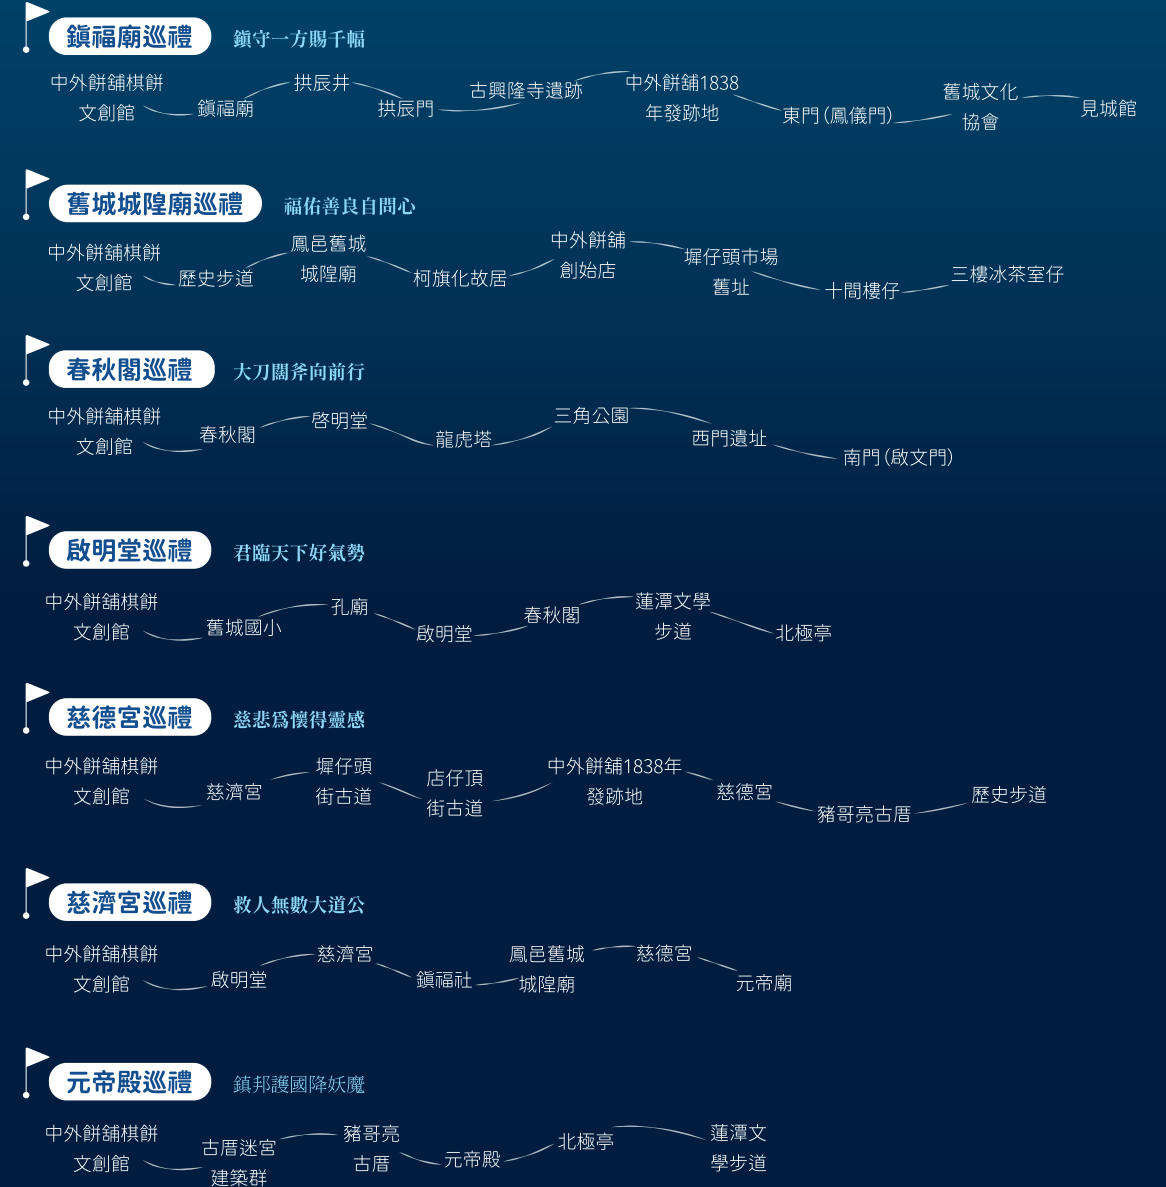 鎮福廟巡禮
鎮守一方賜千幅
中外餅舖棋餅
文創館
鎮福廟
拱辰井
拱辰門
古興隆寺遺跡
中外餅舖1838
年發跡地
東門(鳳儀門)
舊城文化
協會
見城館
舊城城隍廟巡禮
福佑善良自問心
中外餅舖棋餅
文創館
歷史步道
鳳邑舊城
城隍廟
柯旗化故居
中外餅舖
創始店
埕仔頭市場
舊址
十間樓仔
三樓冰茶室仔
春秋閣巡禮
大刀闊斧向前行
中外餅舖棋餅
文創館
春秋閣
啓明堂
龍虎塔
三角公園
西門遺址
南門(啟文門)
啟明堂巡禮
君臨天下好氣勢
中外餅舖棋餅
文創館
舊城國小
孔廟
啟明堂
春秋閣
蓮潭文學
步道
北極亭
慈德宮巡禮
慈悲為懷得靈感
中外餅舖棋餅
文創館
慈濟宮
埕仔頭
街古道
店仔頂
街古道
中外餅舖1838年
發跡地
慈德宮
豬哥亮古厝
歷史步道
慈濟宮巡禮
救人無數大道公
中外餅舖棋餅
文創館
啟明堂
慈濟宮
鎮福社
鳳邑舊城
城隍廟
慈德宮
元帝廟
元帝殿巡禮
鎮邦護國降妖魔
中外餅舖棋餅
文創館
古厝迷宮
建築群
豬哥亮
古厝
元帝殿
北極亭
蓮潭文
學步道